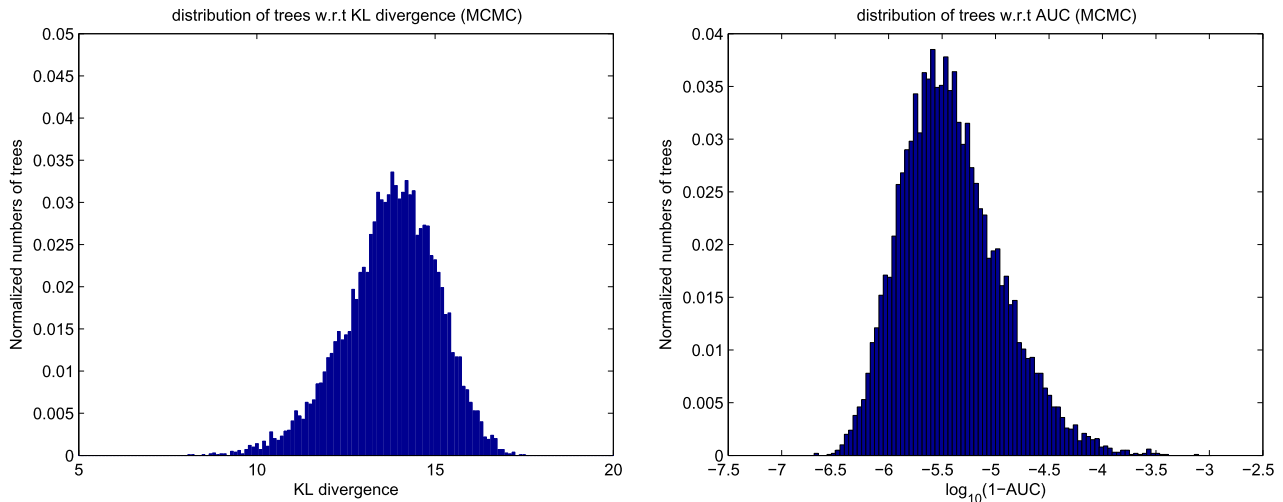 distribution of trees w.r.t KL divergence (MCMC)
0.05
0.045
0.04
0.035
0.03
0.025
0.02
0.015
0.01
0.005
0
Normalized numbers of trees
5 10 15 20
KL divergence
distribution of trees w.r.t AUC (MCMC)
0.04
0.035
0.03
0.025
0.02
0.015
0.01
0.005
0
Normalized numbers of trees
−7.5 −7 −6.5 −6 −5.5 −5 −4.5 −4 −3.5 −3 −2.5
log10(1−AUC)